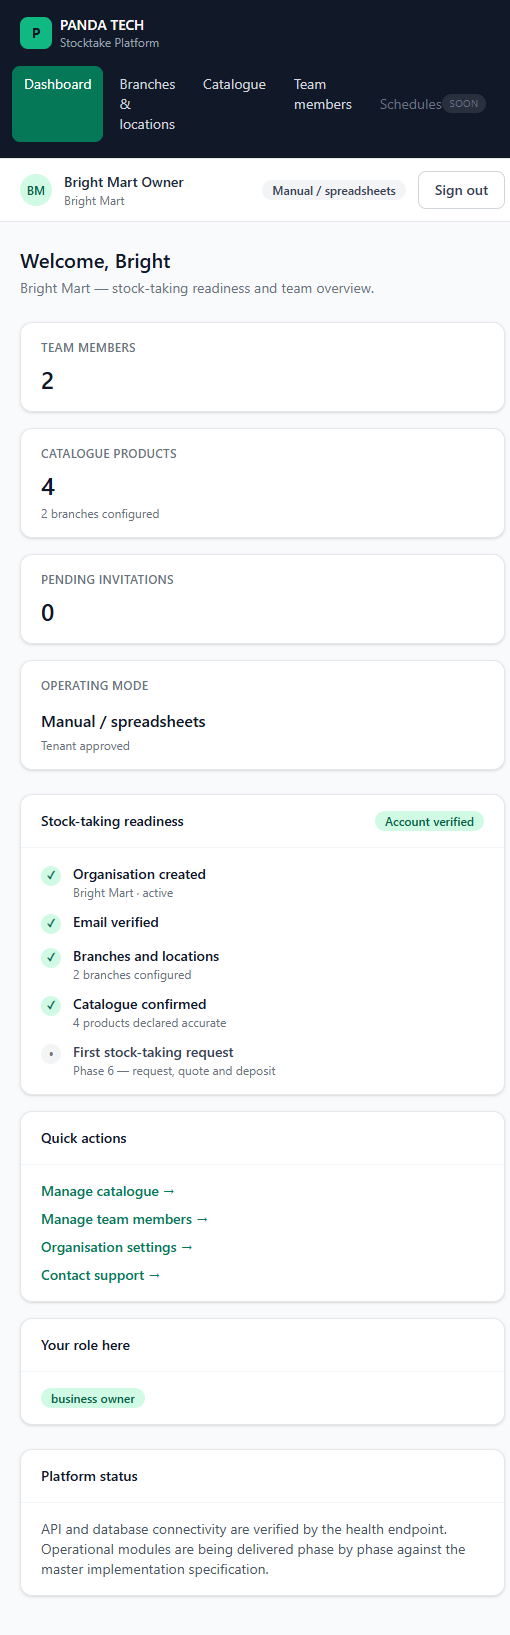 P
PANDA TECH
Stocktake Platform
Dashboard
Branches
&
locations
Catalogue
Team
members
Schedules SOON
BM
Bright Mart Owner
Bright Mart
Manual / spreadsheets
Sign out
Welcome, Bright
Bright Mart — stock-taking readiness and team overview.
TEAM MEMBERS
2
CATALOGUE PRODUCTS
4
2 branches configured
PENDING INVITATIONS
0
OPERATING MODE
Manual / spreadsheets
Tenant approved
Stock-taking readiness
Account verified
✓ Organisation created
Bright Mart · active
✓ Email verified
✓ Branches and locations
2 branches configured
✓ Catalogue confirmed
4 products declared accurate
• First stock-taking request
Phase 6 — request, quote and deposit
Quick actions
Manage catalogue →
Manage team members →
Organisation settings →
Contact support →
Your role here
business owner
Platform status
API and database connectivity are verified by the health endpoint.
Operational modules are being delivered phase by phase against the
master implementation specification.